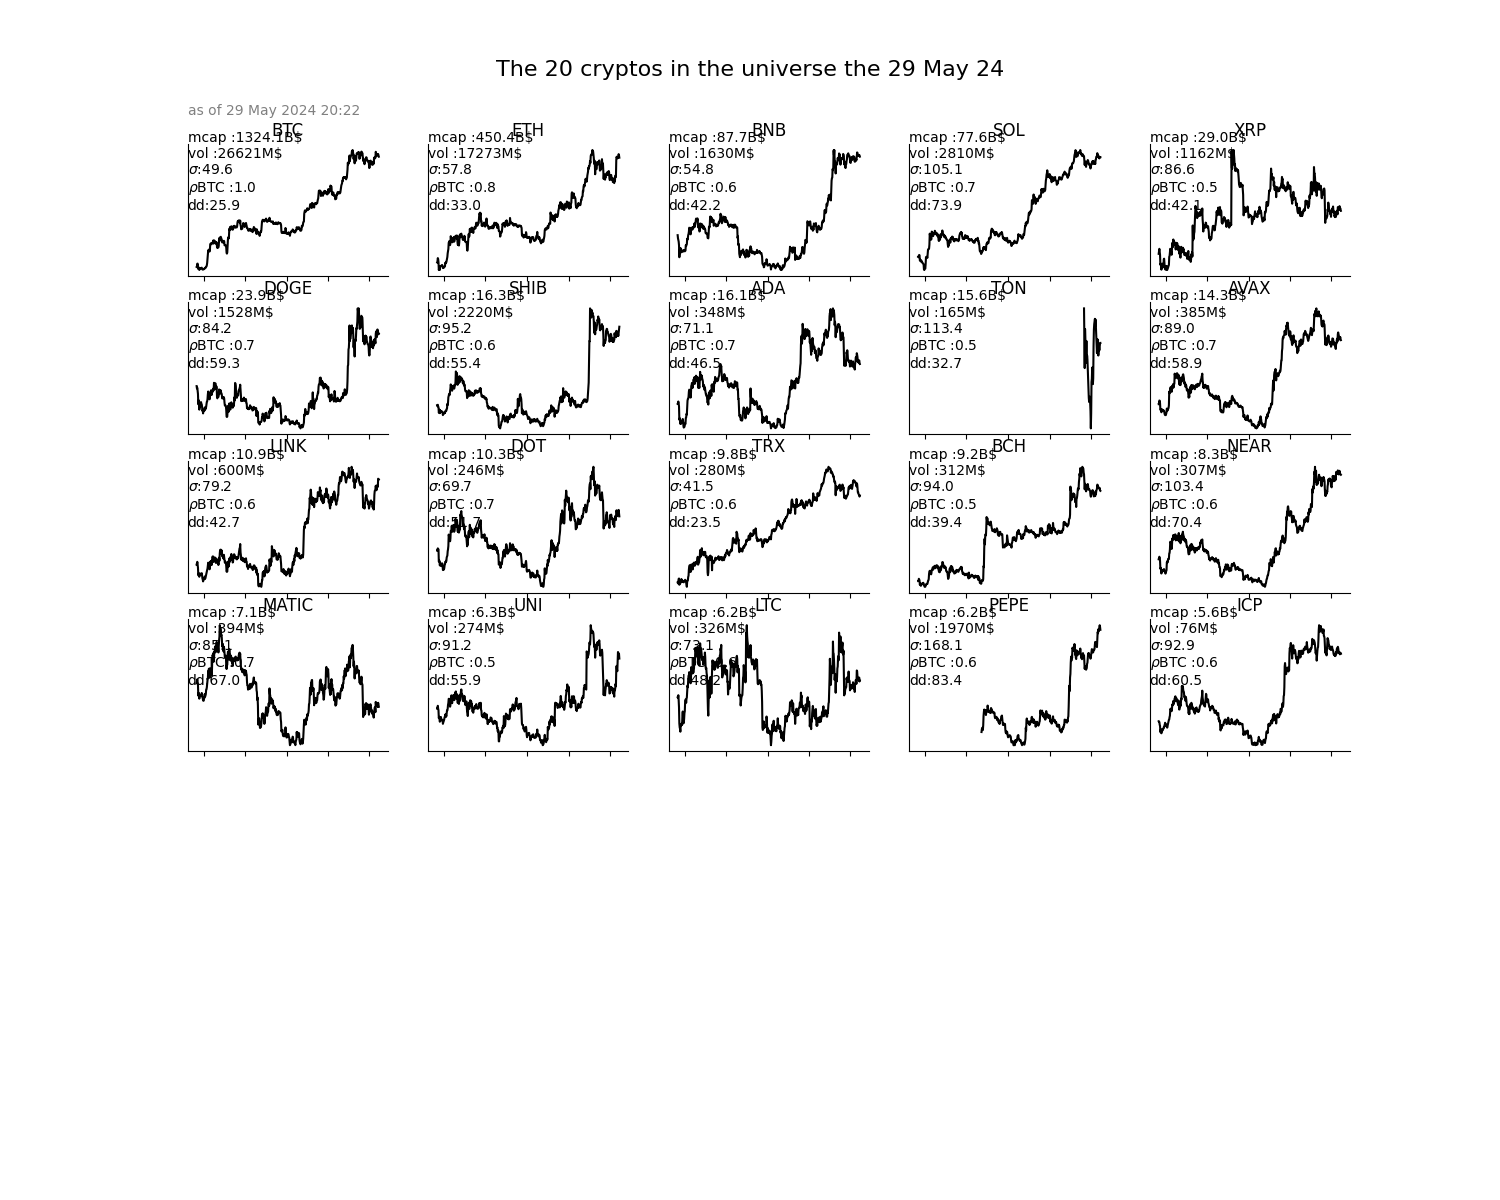 The 20 cryptos in the universe the 29 May 24
as of 29 May 2024 20:22
BTC
mcap :1324.1B$
vol :26621M$
σ:49.6
ρBTC :1.0
dd:25.9
ETH
mcap :450.4B$
vol :17273M$
σ:57.8
ρBTC :0.8
dd:33.0
BNB
mcap :87.7B$
vol :1630M$
σ:54.8
ρBTC :0.6
dd:42.2
SOL
mcap :77.6B$
vol :2810M$
σ:105.1
ρBTC :0.7
dd:73.9
XRP
mcap :29.0B$
vol :1162M$
σ:86.6
ρBTC :0.5
dd:42.1
DOGE
mcap :23.9B$
vol :1528M$
σ:84.2
ρBTC :0.7
dd:59.3
SHIB
mcap :16.3B$
vol :2220M$
σ:95.2
ρBTC :0.6
dd:55.4
ADA
mcap :16.1B$
vol :348M$
σ:71.1
ρBTC :0.7
dd:46.5
TON
mcap :15.6B$
vol :165M$
σ:113.4
ρBTC :0.5
dd:32.7
AVAX
mcap :14.3B$
vol :385M$
σ:89.0
ρBTC :0.7
dd:58.9
LINK
mcap :10.9B$
vol :600M$
σ:79.2
ρBTC :0.6
dd:42.7
DOT
mcap :10.3B$
vol :246M$
σ:69.7
ρBTC :0.7
TRX
mcap :9.8B$
vol :280M$
σ:41.5
ρBTC :0.6
dd:23.5
BCH
mcap :9.2B$
vol :312M$
σ:94.0
ρBTC :0.5
dd:39.4
NEAR
mcap :8.3B$
vol :307M$
σ:103.4
ρBTC :0.6
dd:70.4
MATIC
mcap :7.1B$
vol
ρBTC :0.7
dd:67.0
UNI
mcap :6.3B$
vol :274M$
σ:91.2
ρBTC :0.5
dd:55.9
LTC
mcap :6.2B$
vol :326M$
σ:73.1
ρBTC
dd:48.2
PEPE
mcap :6.2B$
vol :1970M$
σ:168.1
ρBTC :0.6
dd:83.4
ICP
mcap :5.6B$
vol :76M$
σ:92.9
ρBTC :0.6
dd:60.5